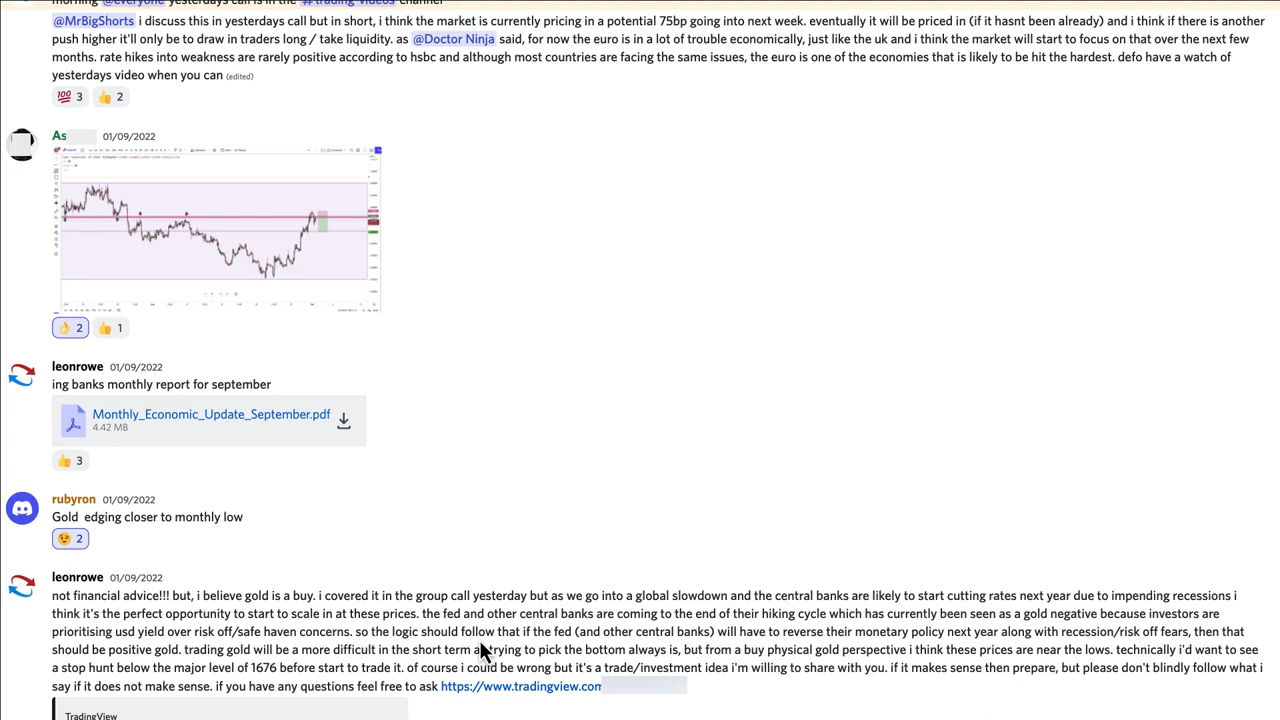 morning @everyone yesterdays call is in the #trading-videos channel
@MrBigShorts i discuss this in yesterdays call but in short, i think the market is currently pricing in a potential 75bp going into next week. eventually it will be priced in (if it hasnt been already) and i think if there is another
push higher it'll only be to draw in traders long / take liquidity. as @Doctor Ninja said, for now the euro is in a lot of trouble economically, just like the uk and i think the market will start to focus on that over the next few
months. rate hikes into weakness are rarely positive according to hsbc and although most countries are facing the same issues, the euro is one of the economies that is likely to be hit the hardest. defo have a watch of
yesterdays video when you can (edited)
💯 3 👍 2
As 01/09/2022
👌 2 👍 1
leonrowe 01/09/2022
ing banks monthly report for september
Monthly_Economic_Update_September.pdf
4.42 MB
👍 3
rubyron 01/09/2022
Gold edging closer to monthly low
😉 2
leonrowe 01/09/2022
not financial advice!!! but, i believe gold is a buy. i covered it in the group call yesterday but as we go into a global slowdown and the central banks are likely to start cutting rates next year due to impending recessions i
think it's the perfect opportunity to start to scale in at these prices. the fed and other central banks are coming to the end of their hiking cycle which has currently been seen as a gold negative because investors are
prioritising usd yield over risk off/safe haven concerns. so the logic should follow that if the fed (and other central banks) will have to reverse their monetary policy next year along with recession/risk off fears, then that
should be positive gold. trading gold will be a more difficult in the short term as trying to pick the bottom always is, but from a buy physical gold perspective i think these prices are near the lows. technically i'd want to see
a stop hunt below the major level of 1676 before start to trade it. of course i could be wrong but it's a trade/investment idea i'm willing to share with you. if it makes sense then prepare, but please don't blindly follow what i
say if it does not make sense. if you have any questions feel free to ask https://www.tradingview.com
TradingView